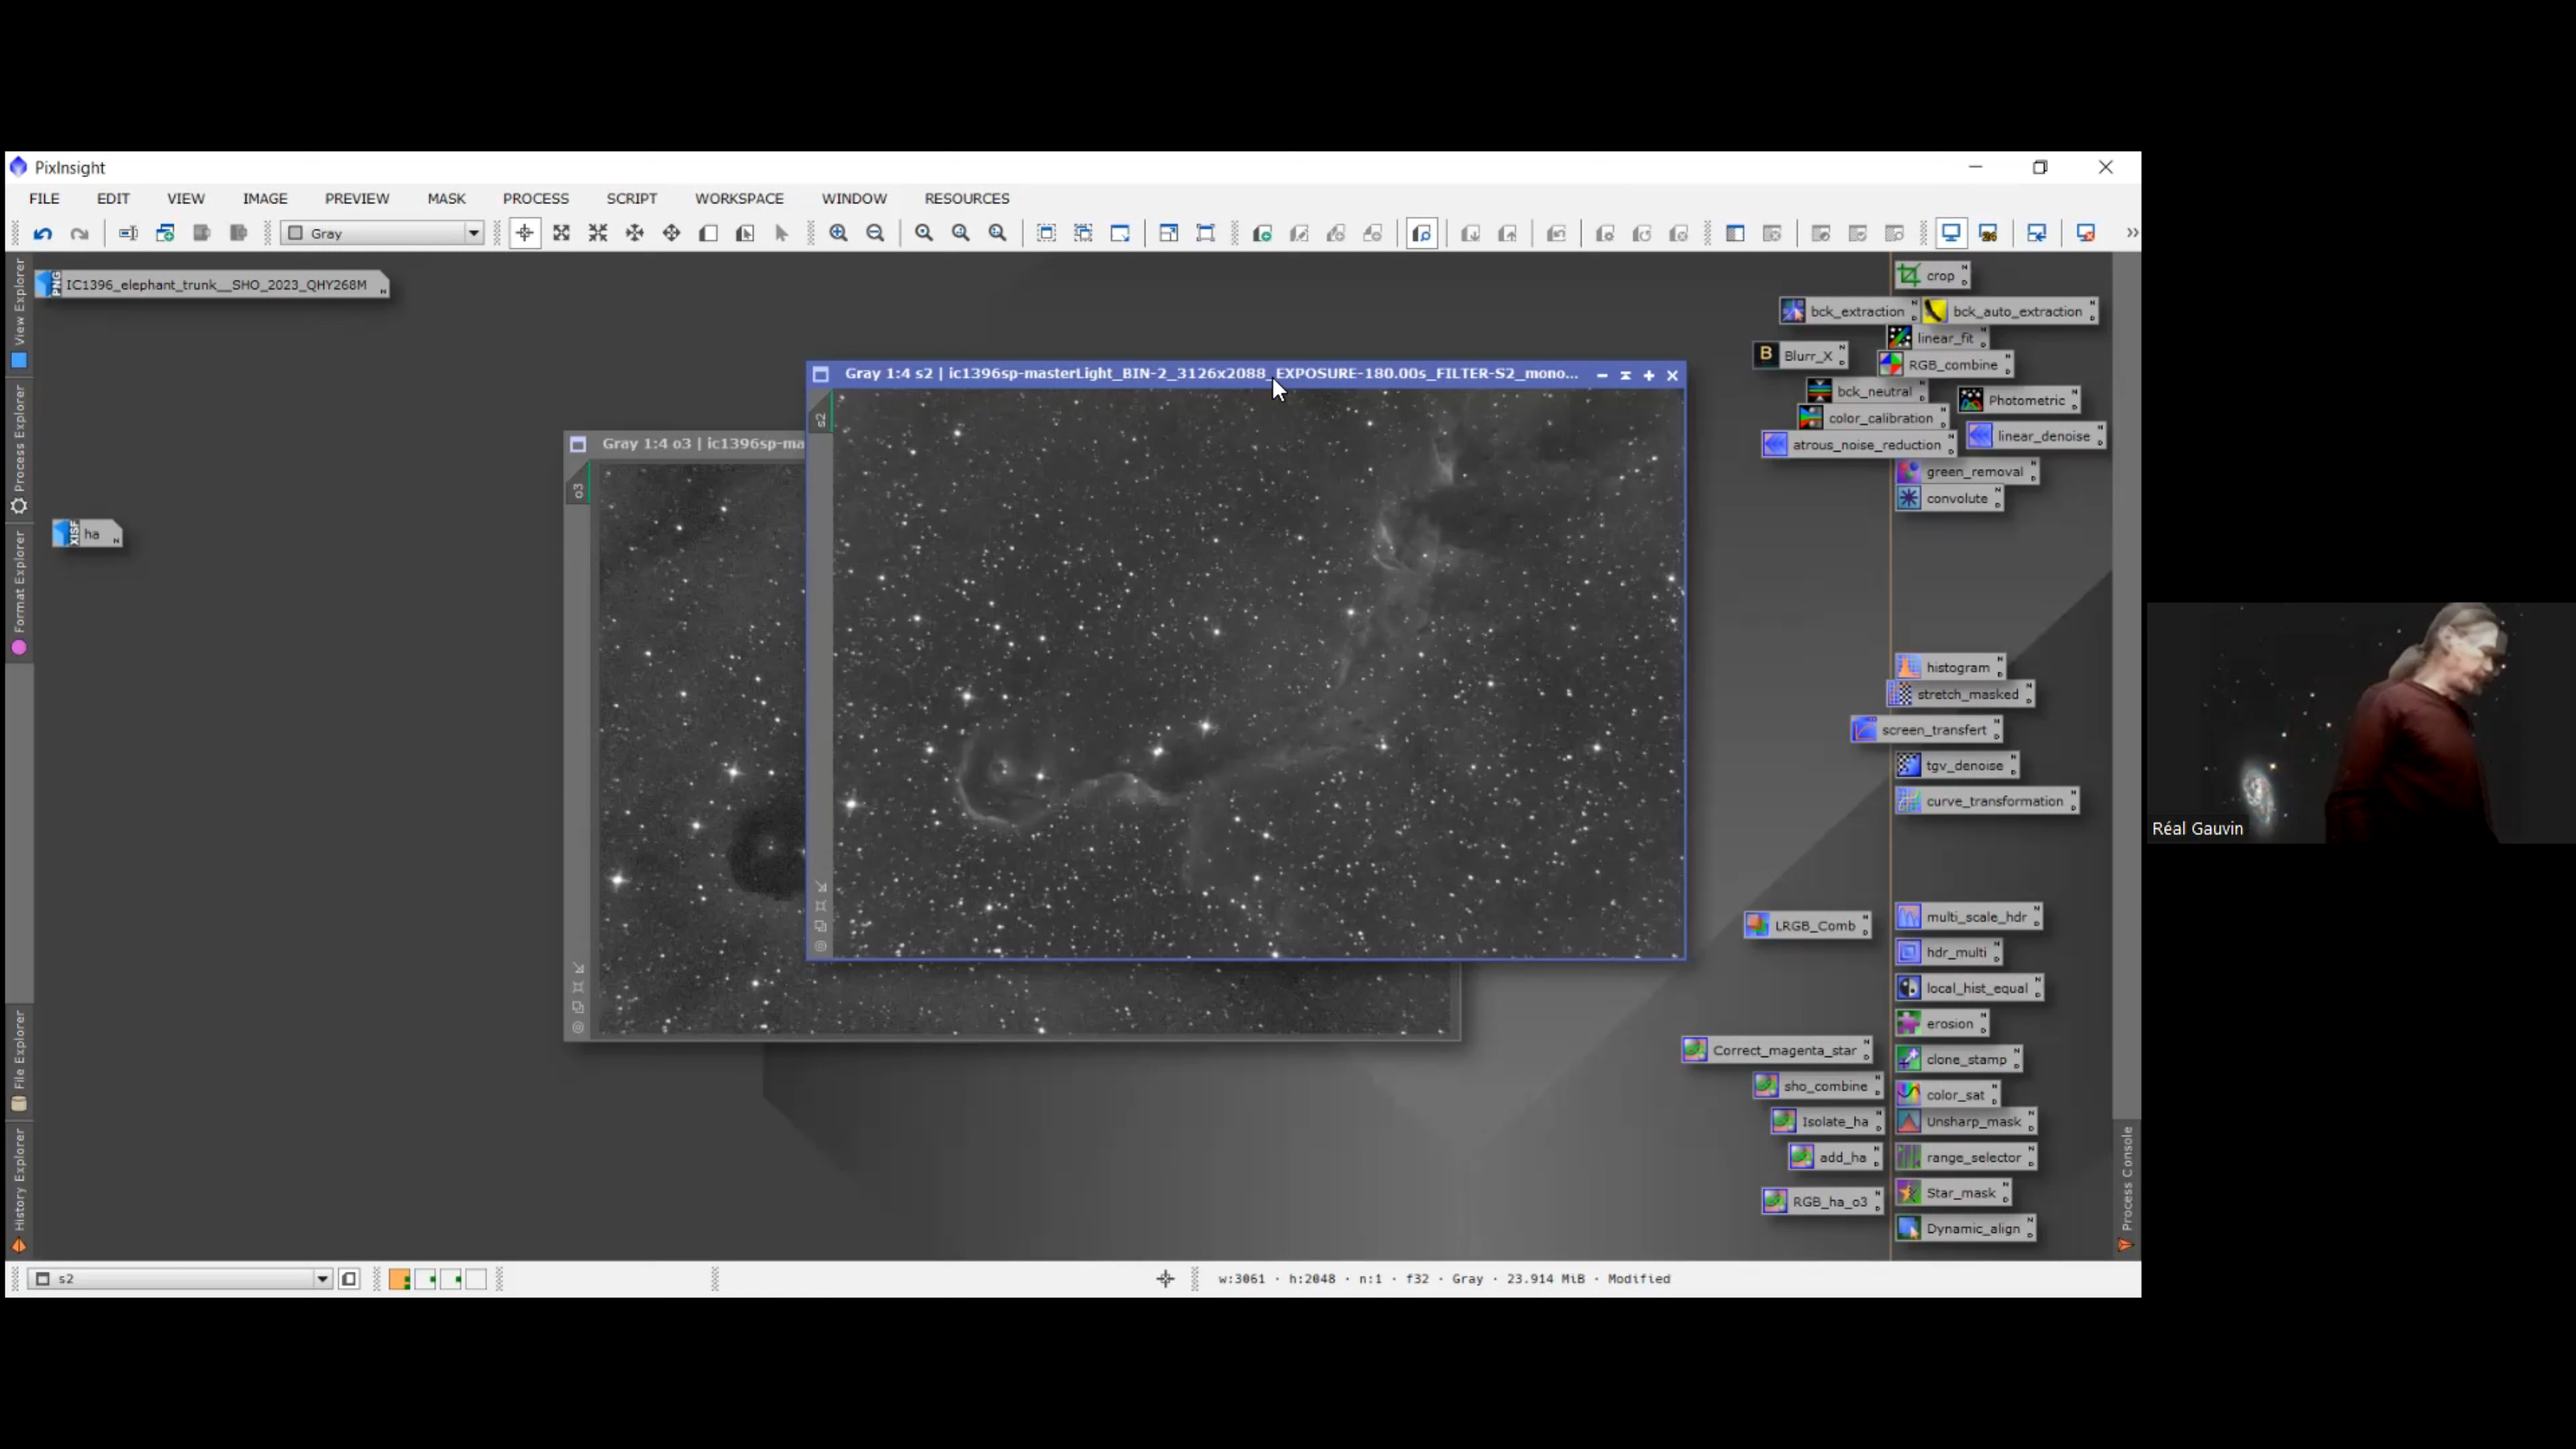 PixInsight
FILE EDIT VIEW IMAGE PREVIEW MASK PROCESS SCRIPT WORKSPACE WINDOW RESOURCES
Gray
View Explorer
Process Explorer
Format Explorer
File Explorer
History Explorer
PNG
IC1396_elephant_trunk__SHO_2023_QHY268M
XISF
ha
Gray 1:4 o3 | ic1396sp-ma
o3
Gray 1:4 s2 | ic1396sp-masterLight_BIN-2_3126x2088_EXPOSURE-180.00s_FILTER-S2_mono...
s2
crop
bck_extraction
bck_auto_extraction
linear_fit
B
Blurr_X
RGB_combine
bck_neutral
Photometric
color_calibration
linear_denoise
atrous_noise_reduction
green_removal
convolute
histogram
stretch_masked
screen_transfert
tgv_denoise
curve_transformation
LRGB_Comb
multi_scale_hdr
hdr_multi
local_hist_equal
erosion
Correct_magenta_star
clone_stamp
sho_combine
color_sat
Isolate_ha
Unsharp_mask
add_ha
range_selector
Star_mask
RGB_ha_o3
Dynamic_align
Process Console
s2
w:3061 · h:2048 · n:1 · f32 · Gray · 23.914 MiB · Modified
Réal Gauvin